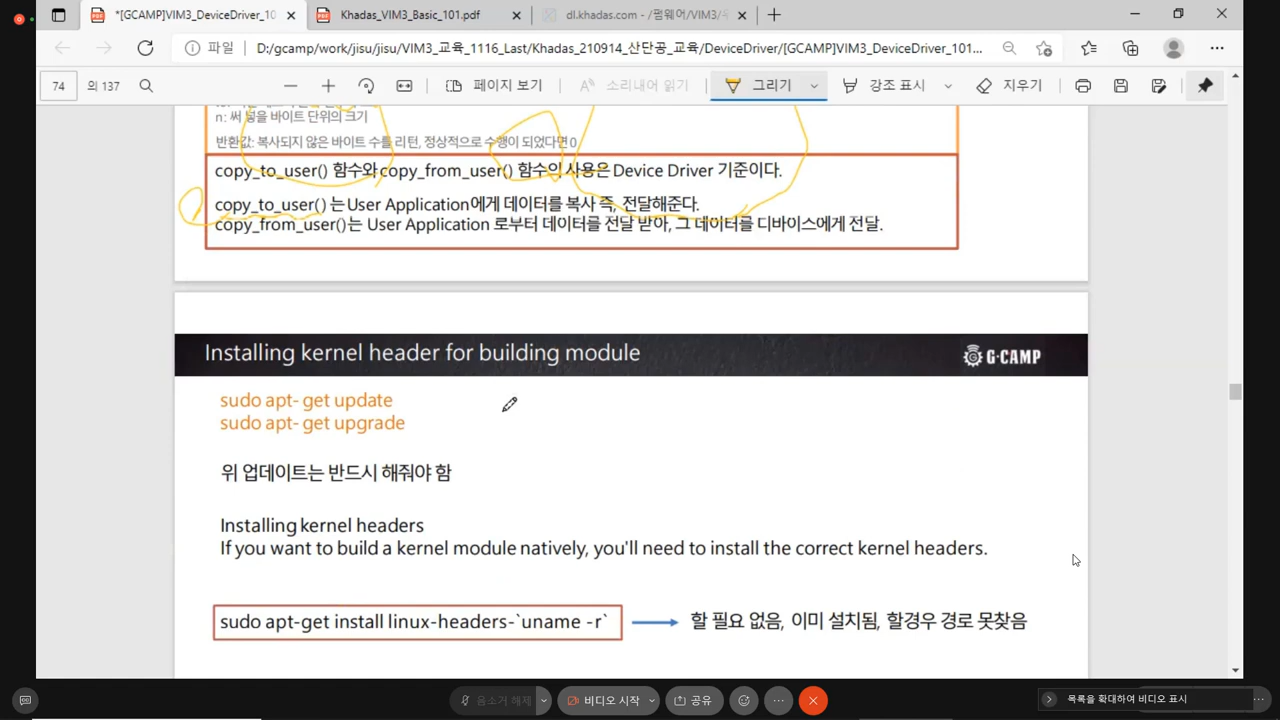 *[GCAMP]VIM3_DeviceDriver_10
Khadas_VIM3_Basic_101.pdf
dl.khadas.com - /펌웨어/VIM3/우
파일
D:/gcamp/work/jisu/jisu/VIM3_교육_1116_Last/Khadas_210914_산단공_교육/DeviceDriver/[GCAMP]VIM3_DeviceDriver_101...
74 의 137
페이지 보기
소리내어 읽기
그리기
강조 표시
지우기
n: 써 넣을 바이트 단위의 크기
반환값: 복사되지 않은 바이트 수를 리턴, 정상적으로 수행이 되었다면 0
copy_to_user() 함수와 copy_from_user() 함수의 사용은 Device Driver 기준이다.
copy_to_user() 는 User Application에게 데이터를 복사 즉, 전달해준다.
copy_from_user()는 User Application 로부터 데이터를 전달 받아, 그 데이터를 디바이스에게 전달.
Installing kernel header for building module
G·CAMP
sudo apt- get update
sudo apt- get upgrade
위 업데이트는 반드시 해줘야 함
Installing kernel headers
If you want to build a kernel module natively, you'll need to install the correct kernel headers.
sudo apt-get install linux-headers-`uname -r`
할 필요 없음, 이미 설치됨, 할경우 경로 못찾음
음소거 해제
비디오 시작
공유
목록을 확대하여 비디오 표시